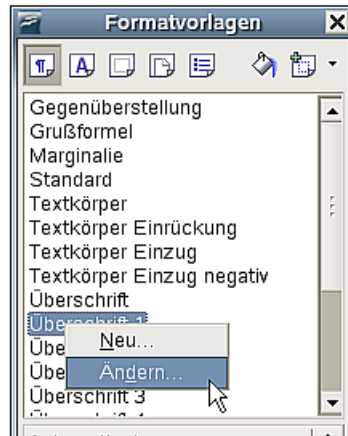 Formatvorlagen
Gegenüberstellung
Grußformel
Marginalie
Standard
Textkörper
Textkörper Einrückung
Textkörper Einzug
Textkörper Einzug negativ
Überschrift
Überschrift 1
Neu...
Ändern...
Überschrift 3